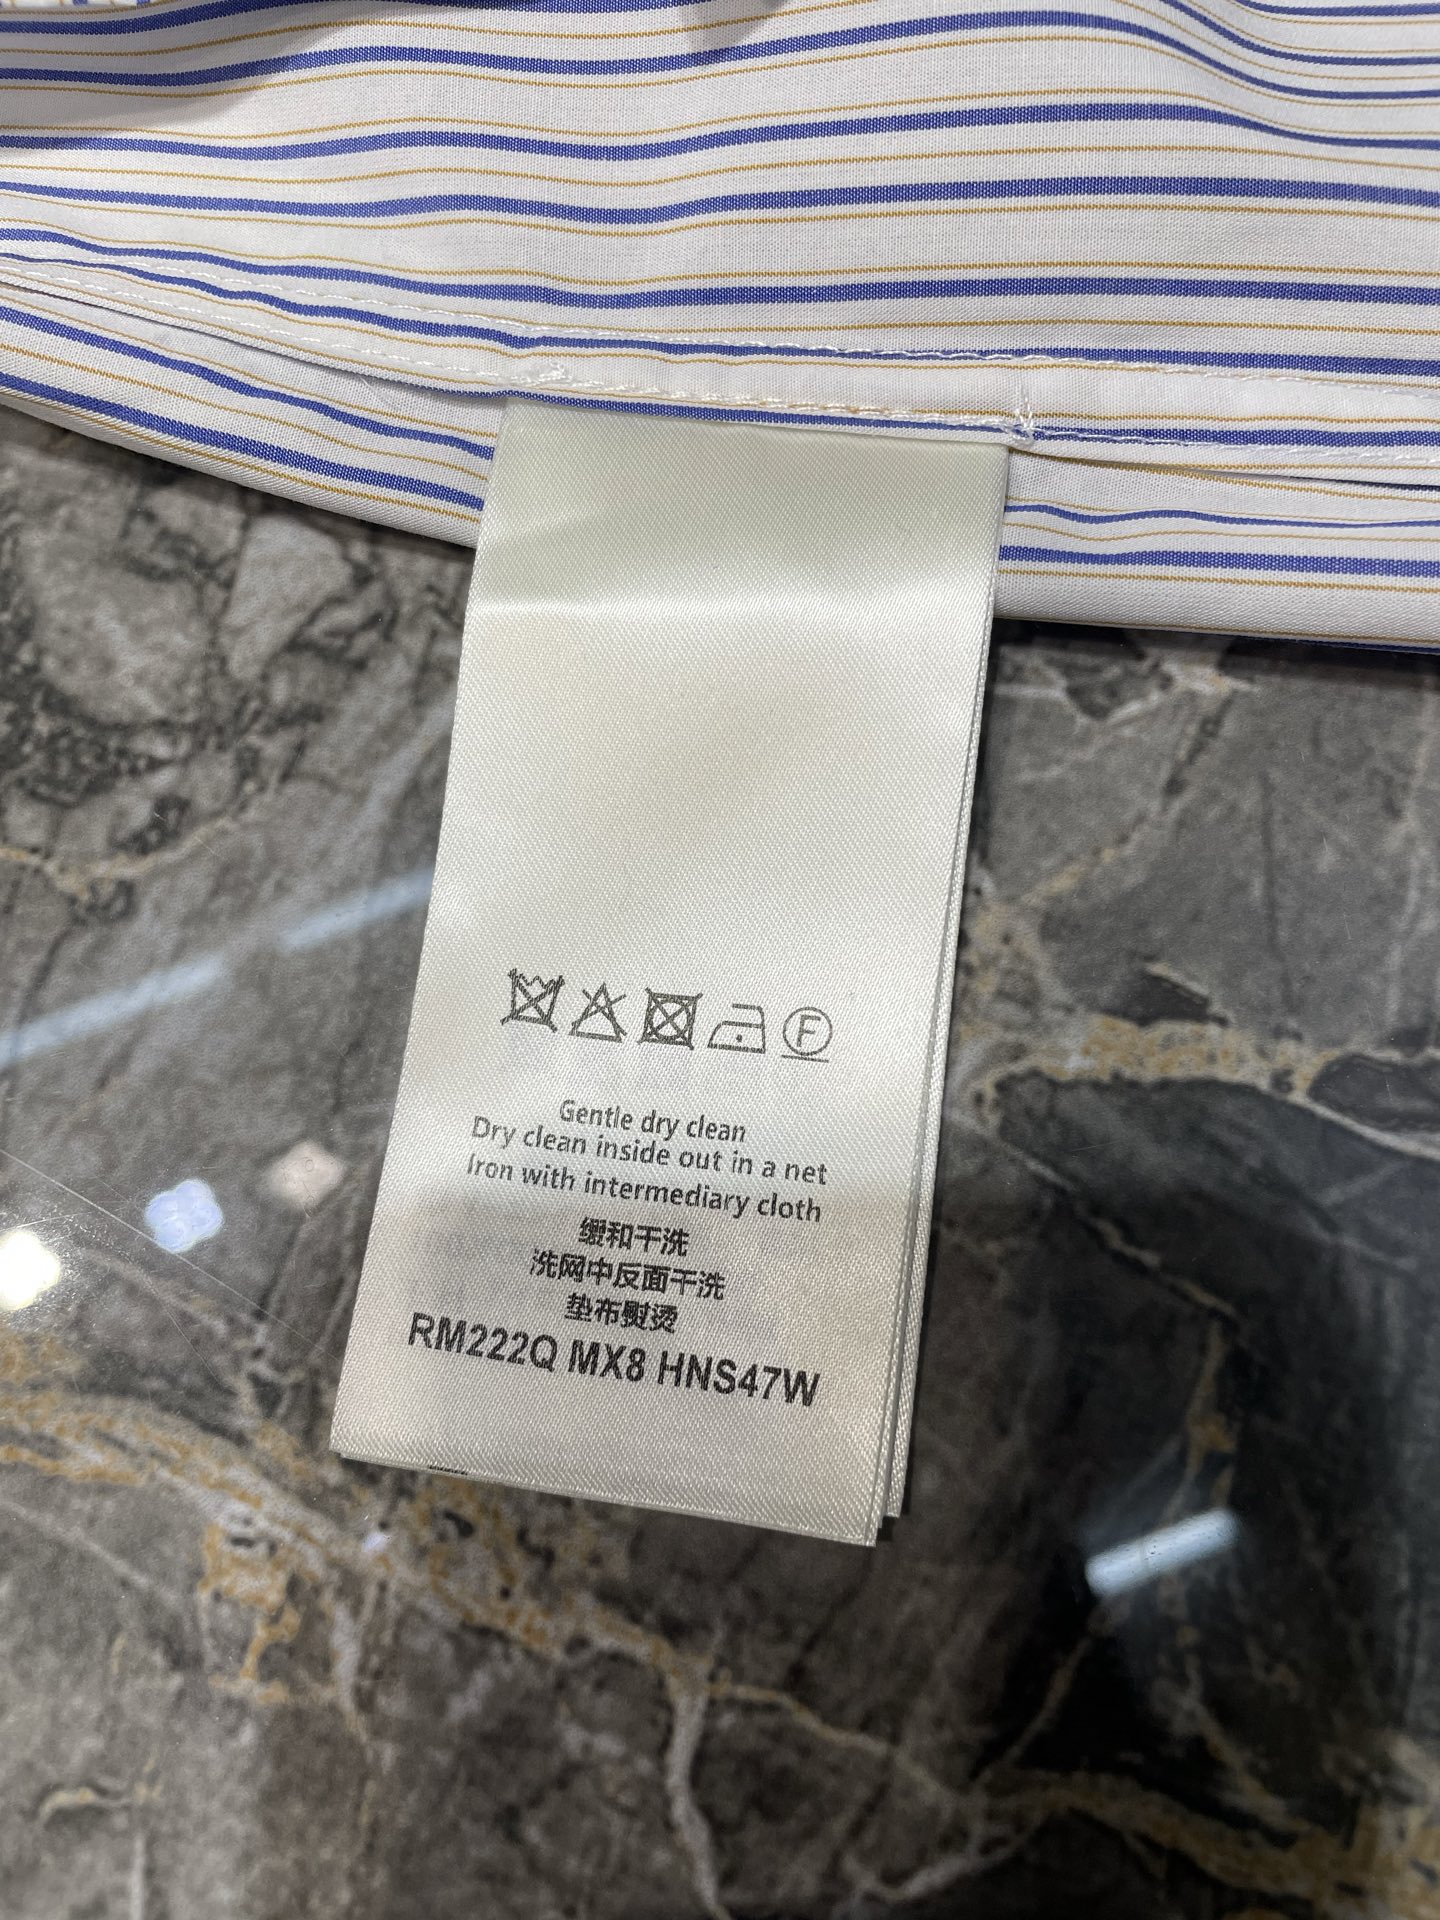 F
Gentle dry clean
Dry clean inside out in a net
Iron with intermediary cloth
缓和干洗
洗网中反面干洗
垫布熨烫
RM222Q MX8 HNS47W